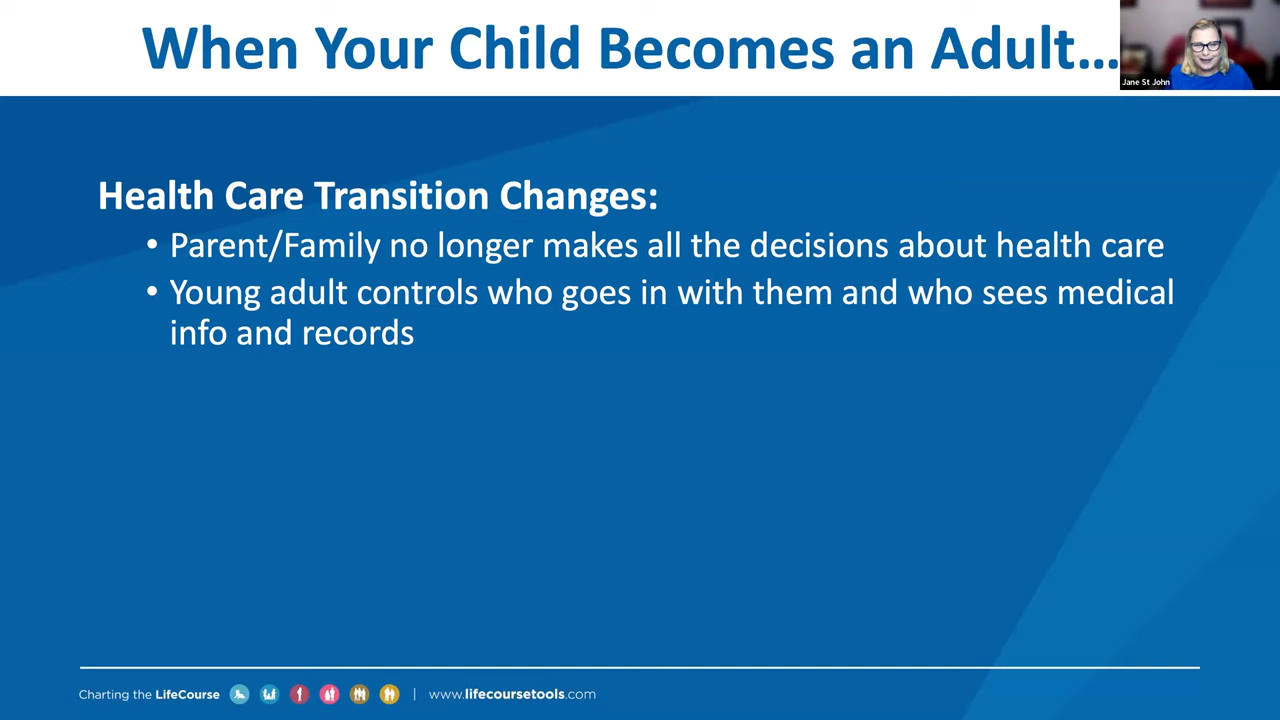 When Your Child Becomes an Adult...
Jane St John
Health Care Transition Changes:
• Parent/Family no longer makes all the decisions about health care
• Young adult controls who goes in with them and who sees medical
info and records
Charting the LifeCourse | www.lifecoursetools.com